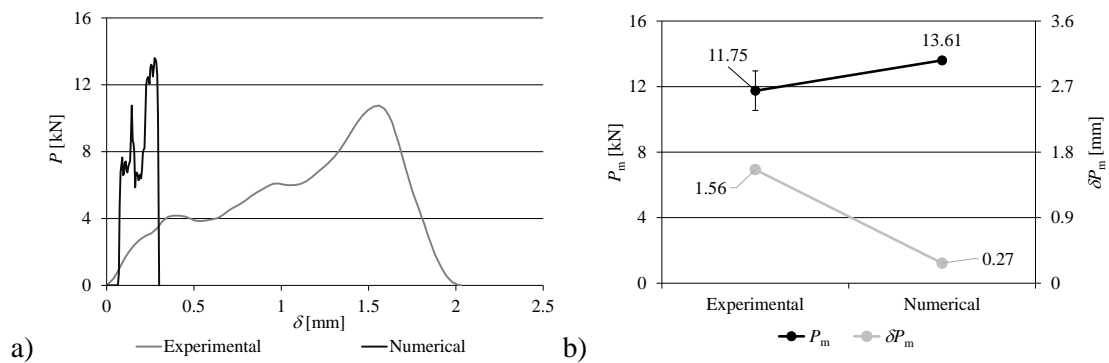 16
12
8
4
0
P [kN]
0
0.5
1
1.5
2
2.5
δ [mm]
Experimental
Numerical
a)
16
12
8
4
0
Pm [kN]
11.75
13.61
1.56
0.27
3.6
2.7
1.8
0.9
0
δPm [mm]
Experimental
Numerical
Pm
δPm
b)